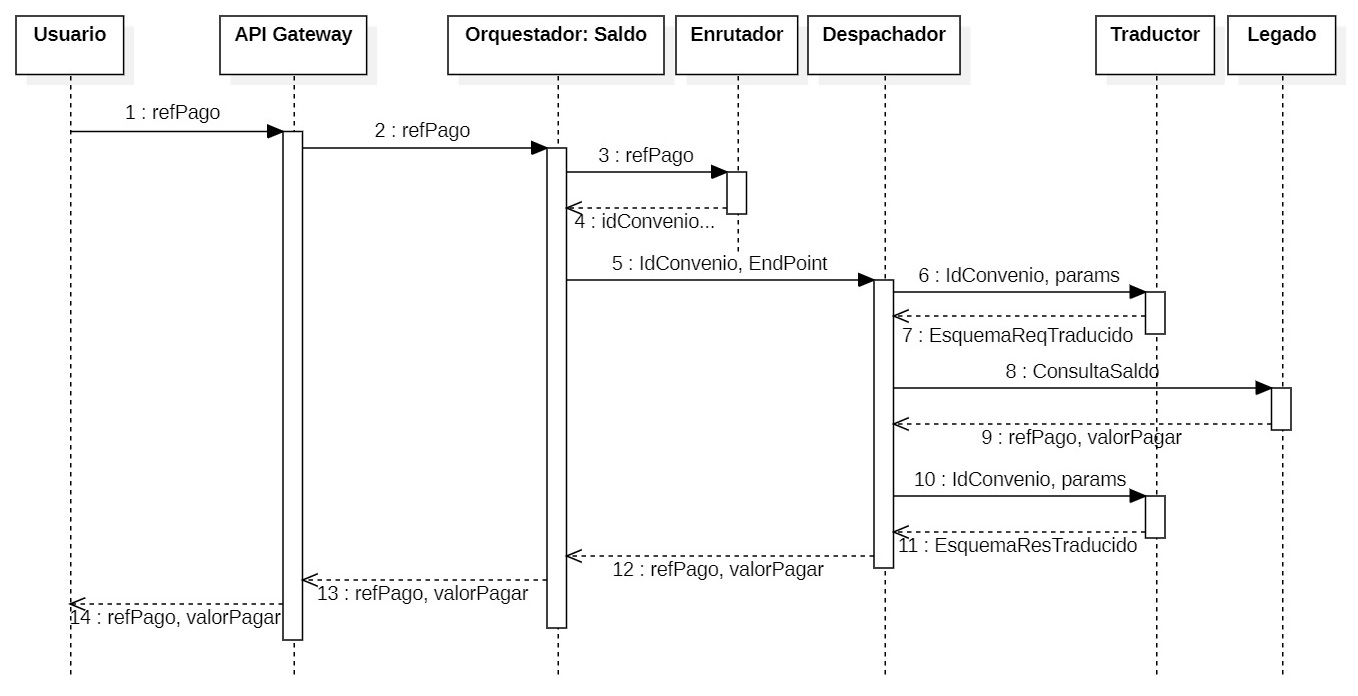 Usuario
API Gateway
Orquestador: Saldo
Enrutador
Despachador
Traductor
Legado
1 : refPago
2 : refPago
3 : refPago
4 : idConvenio...
5 : IdConvenio, EndPoint
6 : IdConvenio, params
7 : EsquemaReqTraducido
8 : ConsultaSaldo
9 : refPago, valorPagar
10 : IdConvenio, params
11 : EsquemaResTraducido
12 : refPago, valorPagar
13 : refPago, valorPagar
14 : refPago, valorPagar